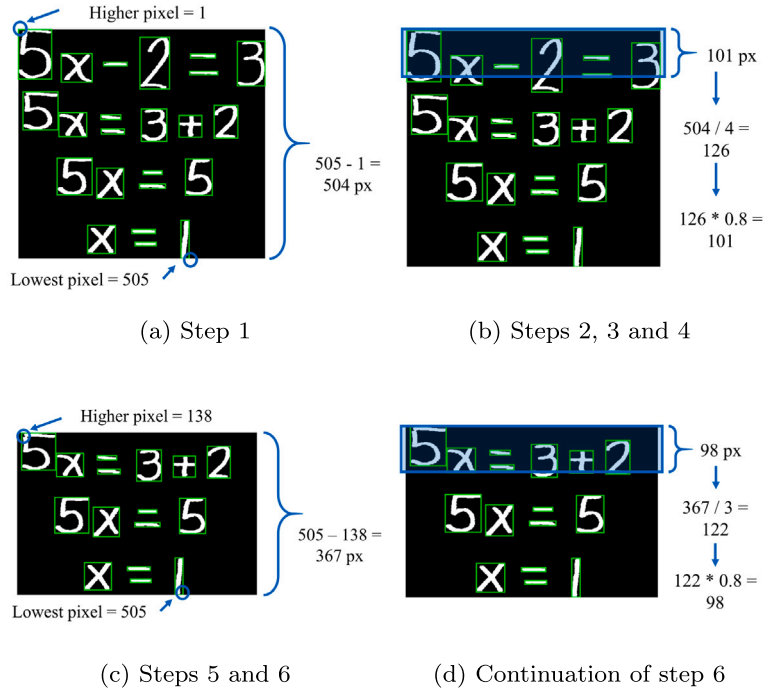 Higher pixel = 1
5x - 2 = 3
5x = 3 + 2
5x = 5
x = 1
505 - 1 =
504 px
Lowest pixel = 505
(a) Step 1
5x - 2 = 3
5x = 3 + 2
5x = 5
x = 1
101 px
504 / 4 =
126
126 * 0.8 =
101
(b) Steps 2, 3 and 4
Higher pixel = 138
5x = 3 + 2
5x = 5
x = 1
505 – 138 =
367 px
Lowest pixel = 505
(c) Steps 5 and 6
5x = 3 + 2
5x = 5
x = 1
98 px
367 / 3 =
122
122 * 0.8 =
98
(d) Continuation of step 6